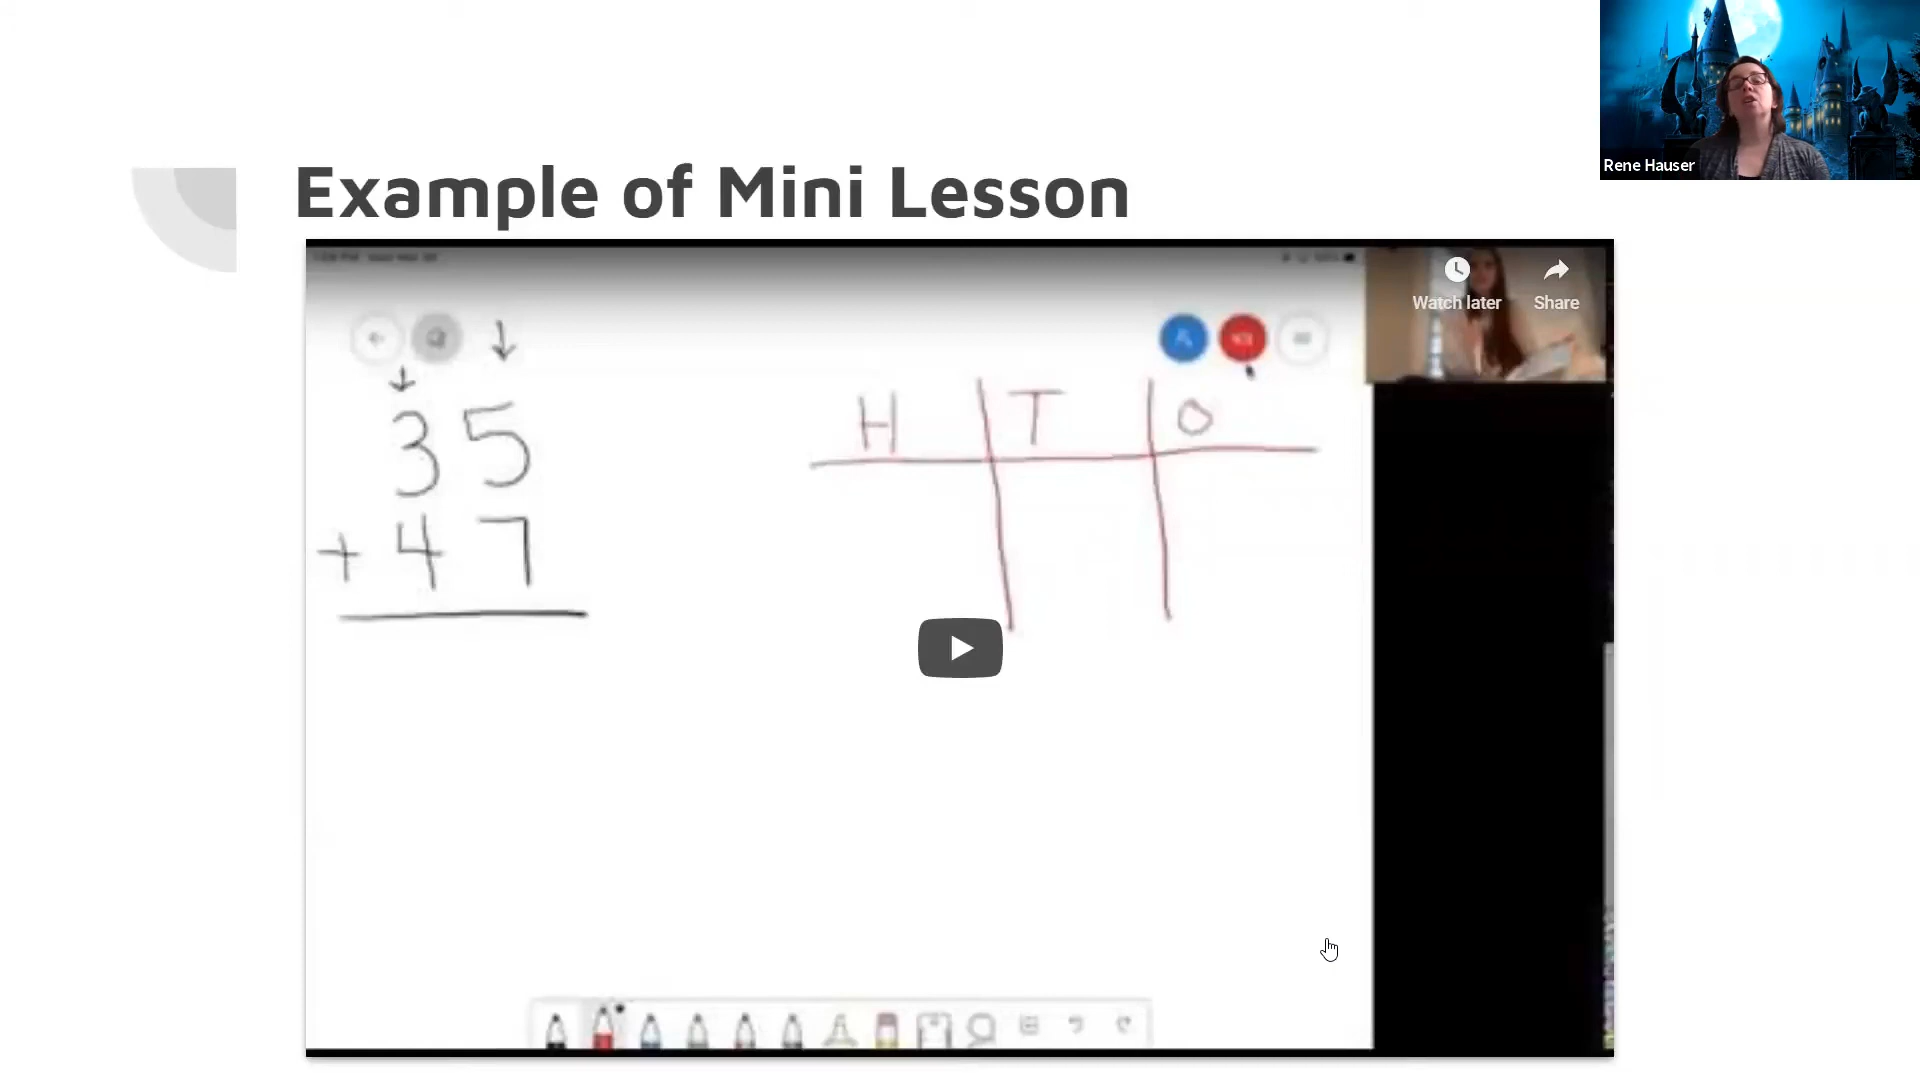 Rene Hauser
Example of Mini Lesson
Watch later
Share
35
+ 47
H T O